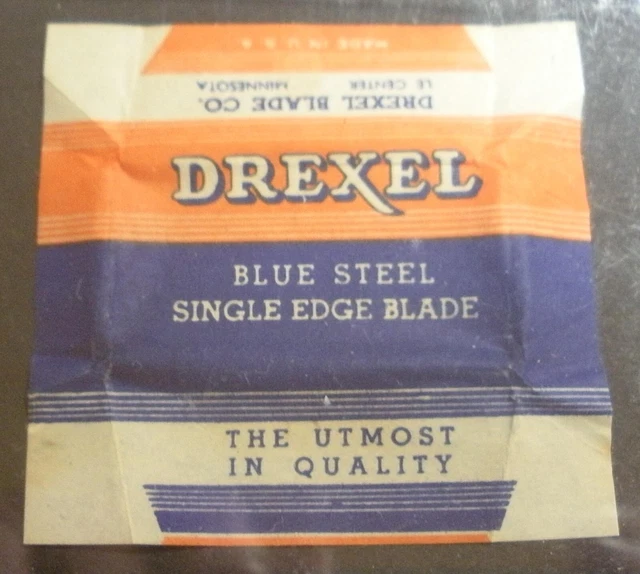 MADE IN U.S.A
DREXEL BLADE CO.
LE CENTER MINNESOTA
DREXEL
BLUE STEEL
SINGLE EDGE BLADE
THE UTMOST
IN QUALITY